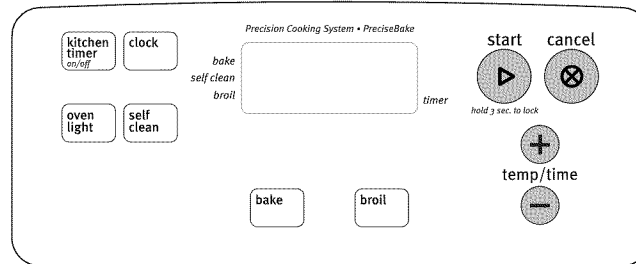 Precision Cooking System • PreciseBake
kitchen
timer
on/off
clock
oven
light
self
clean
bake
self clean
broil
timer
start
cancel
hold 3 sec. to lock
temp/time
bake
broil